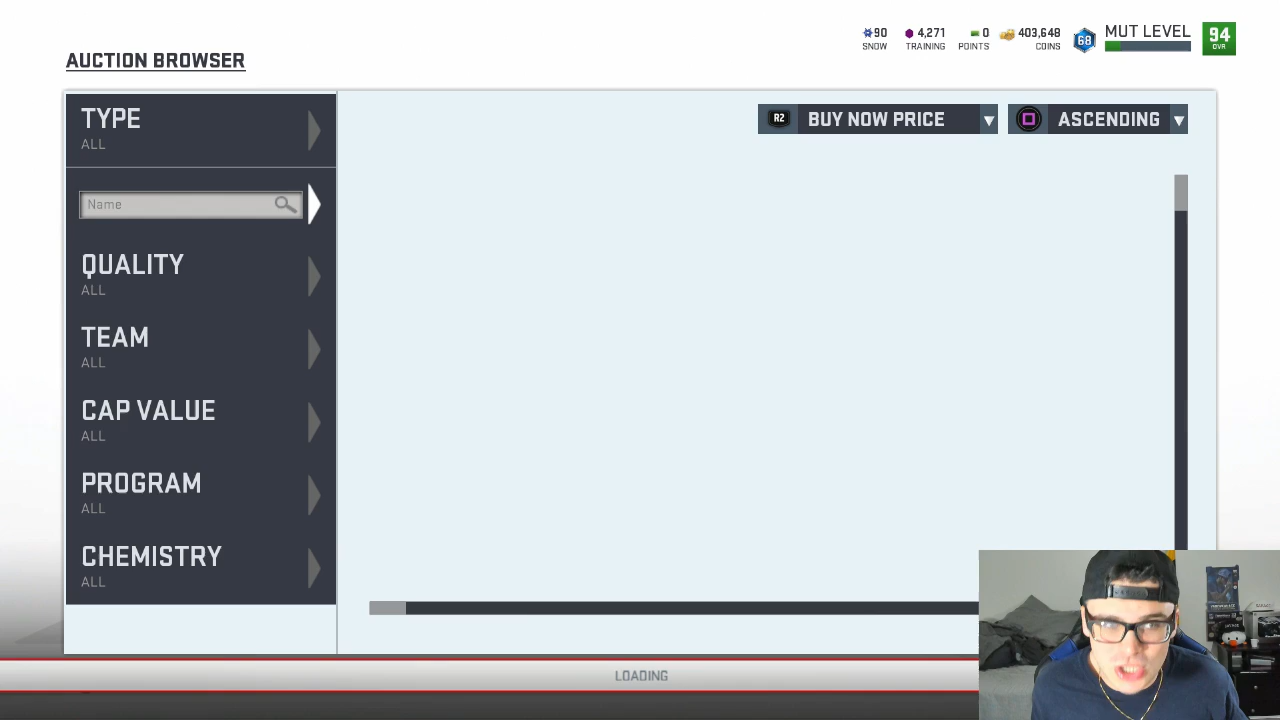 AUCTION BROWSER
90 SNOW
4,271 TRAINING
0 POINTS
403,648 COINS
68
MUT LEVEL
94 OVR
TYPE
ALL
Name
QUALITY
ALL
TEAM
ALL
CAP VALUE
ALL
PROGRAM
ALL
CHEMISTRY
ALL
R2 BUY NOW PRICE
ASCENDING
LOADING